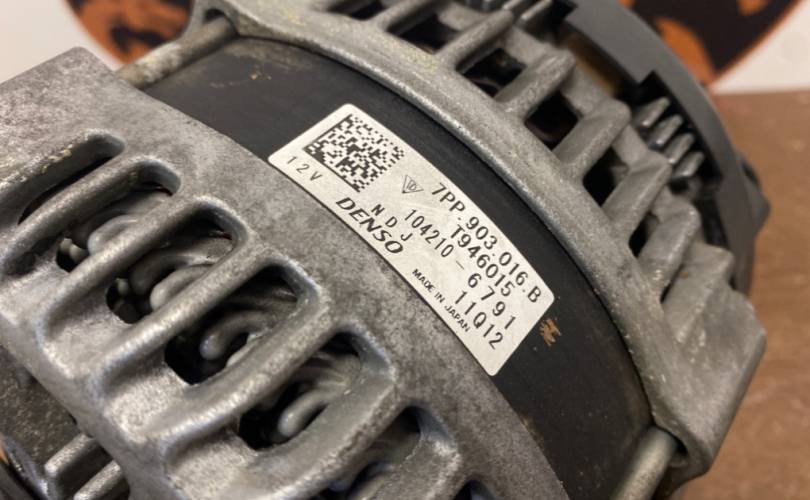 7PP.903.016.B
T946015
104210-6791
NDJ 11Q12
DENSO
MADE IN JAPAN
12V